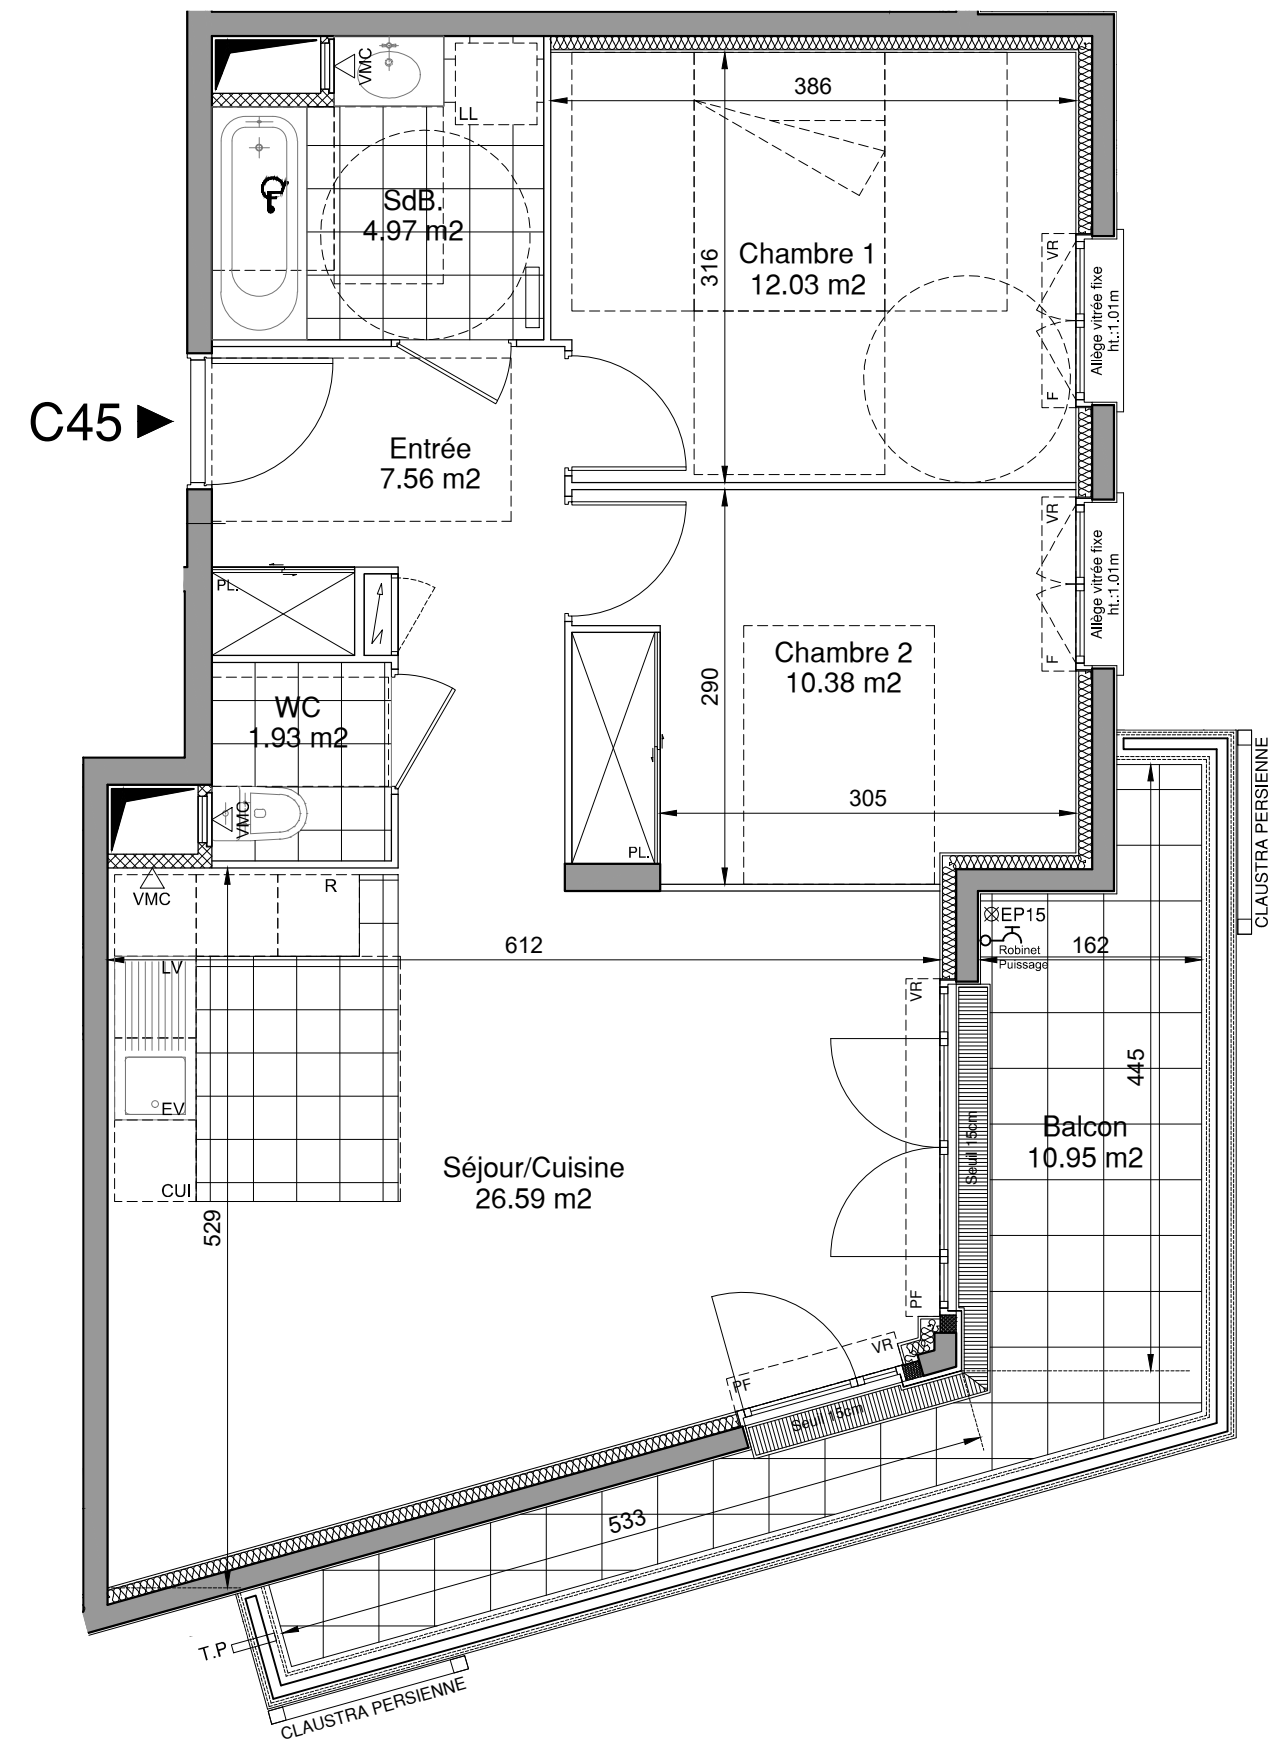 VMC
LL
386
SdB.
4.97 m2
316
Chambre 1
12.03 m2
VR
F
Allège vitrée fixe
ht.:1.01m
C45
Entrée
7.56 m2
VR
F
Allège vitrée fixe
ht.:1.01m
PL.
Chambre 2
10.38 m2
290
305
PL.
WC
1.93 m2
VMC
VMC
R
CLAUSTRA PERSIENNE
EP15
Robinet
Puissage
612
162
LV
VR
445
EV
Seuil 15cm
Balcon
10.95 m2
CUI
Séjour/Cuisine
26.59 m2
529
PF
VR
PF
Seuil 15cm
533
T.P
CLAUSTRA PERSIENNE